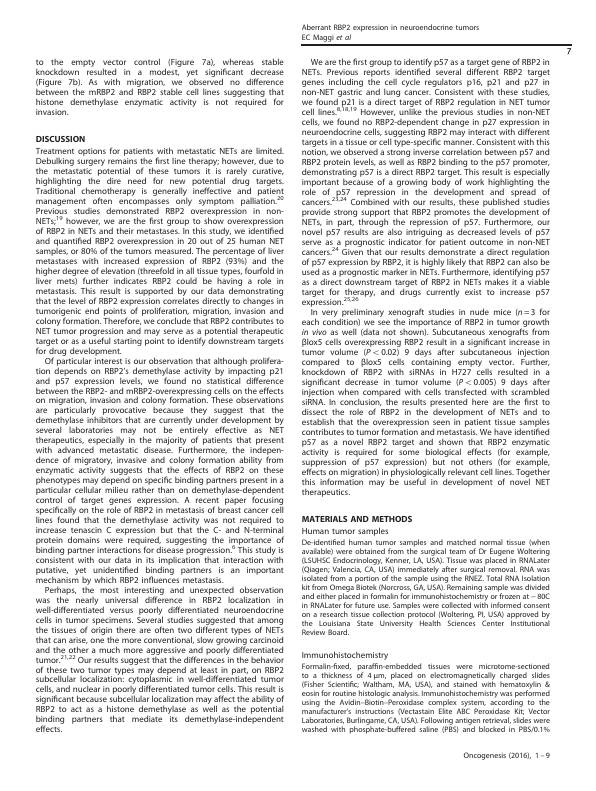 Aberrant RBP2 expression in neuroendocrine tumors
EC Maggi et al
7
to the empty vector control (Figure 7a), whereas stable
knockdown resulted in a modest, yet significant decrease
(Figure 7b). As with migration, we observed no difference
between the mRBP2 and RBP2 stable cell lines suggesting that
histone demethylase enzymatic activity is not required for
invasion.
DISCUSSION
Treatment options for patients with metastatic NETs are limited.
Debulking surgery remains the first line therapy; however, due to
the metastatic potential of these tumors it is rarely curative,
highlighting the dire need for new potential drug targets.
Traditional chemotherapy is generally ineffective and patient
management often encompasses only symptom palliation.20
Previous studies demonstrated RBP2 overexpression in non-
NETs;19 however, we are the first group to show overexpression
of RBP2 in NETs and their metastases. In this study, we identified
and quantified RBP2 overexpression in 20 out of 25 human NET
samples, or 80% of the tumors measured. The percentage of liver
metastases with increased expression of RBP2 (93%) and the
higher degree of elevation (threefold in all tissue types, fourfold in
liver mets) further indicates RBP2 could be having a role in
metastasis. This result is supported by our data demonstrating
that the level of RBP2 expression correlates directly to changes in
tumorigenic end points of proliferation, migration, invasion and
colony formation. Therefore, we conclude that RBP2 contributes to
NET tumor progression and may serve as a potential therapeutic
target or as a useful starting point to identify downstream targets
for drug development.
Of particular interest is our observation that although prolifera-
tion depends on RBP2's demethylase activity by impacting p21
and p57 expression levels, we found no statistical difference
between the RBP2- and mRBP2-overexpressing cells on the effects
on migration, invasion and colony formation. These observations
are particularly provocative because they suggest that the
demethylase inhibitors that are currently under development by
several laboratories may not be entirely effective as NET
therapeutics, especially in the majority of patients that present
with advanced metastatic disease. Furthermore, the indepen-
dence of migratory, invasive and colony formation ability from
enzymatic activity suggests that the effects of RBP2 on these
phenotypes may depend on specific binding partners present in a
particular cellular milieu rather than on demethylase-dependent
control of target genes expression. A recent paper focusing
specifically on the role of RBP2 in metastasis of breast cancer cell
lines found that the demethylase activity was not required to
increase tenascin C expression but that the C- and N-terminal
protein domains were required, suggesting the importance of
binding partner interactions for disease progression.6 This study is
consistent with our data in its implication that interaction with
putative, yet unidentified binding partners is an important
mechanism by which RBP2 influences metastasis.
Perhaps, the most interesting and unexpected observation
was the nearly universal difference in RBP2 localization in
well-differentiated versus poorly differentiated neuroendocrine
cells in tumor specimens. Several studies suggested that among
the tissues of origin there are often two different types of NETs
that can arise, one the more conventional, slow growing carcinoid
and the other a much more aggressive and poorly differentiated
tumor.21,22 Our results suggest that the differences in the behavior
of these two tumor types may depend at least in part, on RBP2
subcellular localization: cytoplasmic in well-differentiated tumor
cells, and nuclear in poorly differentiated tumor cells. This result is
significant because subcellular localization may affect the ability of
RBP2 to act as a histone demethylase as well as the potential
binding partners that mediate its demethylase-independent
effects.
We are the first group to identify p57 as a target gene of RBP2 in
NETs. Previous reports identified several different RBP2 target
genes including the cell cycle regulators p16, p21 and p27 in
non-NET gastric and lung cancer. Consistent with these studies,
we found p21 is a direct target of RBP2 regulation in NET tumor
cell lines.8,18,19 However, unlike the previous studies in non-NET
cells, we found no RBP2-dependent change in p27 expression in
neuroendocrine cells, suggesting RBP2 may interact with different
targets in a tissue or cell type-specific manner. Consistent with this
notion, we observed a strong inverse correlation between p57 and
RBP2 protein levels, as well as RBP2 binding to the p57 promoter,
demonstrating p57 is a direct RBP2 target. This result is especially
important because of a growing body of work highlighting the
role of p57 repression in the development and spread of
cancers.23,24 Combined with our results, these published studies
provide strong support that RBP2 promotes the development of
NETs, in part, through the repression of p57. Furthermore, our
novel p57 results are also intriguing as decreased levels of p57
serve as a prognostic indicator for patient outcome in non-NET
cancers.24 Given that our results demonstrate a direct regulation
of p57 expression by RBP2, it is highly likely that RBP2 can also be
used as a prognostic marker in NETs. Furthermore, identifying p57
as a direct downstream target of RBP2 in NETs makes it a viable
target for therapy, and drugs currently exist to increase p57
expression.25,26
In very preliminary xenograft studies in nude mice (n = 3 for
each condition) we see the importance of RBP2 in tumor growth
in vivo as well (data not shown). Subcutaneous xenografts from
βlox5 cells overexpressing RBP2 result in a significant increase in
tumor volume (P < 0.02) 9 days after subcutaneous injection
compared to βlox5 cells containing empty vector. Further,
knockdown of RBP2 with siRNAs in H727 cells resulted in a
significant decrease in tumor volume (P < 0.005) 9 days after
injection when compared with cells transfected with scrambled
siRNA. In conclusion, the results presented here are the first to
dissect the role of RBP2 in the development of NETs and to
establish that the overexpression seen in patient tissue samples
contributes to tumor formation and metastasis. We have identified
p57 as a novel RBP2 target and shown that RBP2 enzymatic
activity is required for some biological effects (for example,
suppression of p57 expression) but not others (for example,
effects on migration) in physiologically relevant cell lines. Together
this information may be useful in development of novel NET
therapeutics.
MATERIALS AND METHODS
Human tumor samples
De-identified human tumor samples and matched normal tissue (when
available) were obtained from the surgical team of Dr Eugene Woltering
(LSUHSC Endocrinology, Kenner, LA, USA). Tissue was placed in RNALater
(Qiagen; Valencia, CA, USA) immediately after surgical removal. RNA was
isolated from a portion of the sample using the RNEZ. Total RNA Isolation
kit from Omega Biotek (Norcross, GA, USA). Remaining sample was divided
and either placed in formalin for immunohistochemistry or frozen at −80C
in RNALater for future use. Samples were collected with informed consent
on a research tissue collection protocol (Woltering, PI, USA) approved by
the Louisiana State University Health Sciences Center Institutional
Review Board.
Immunohistochemistry
Formalin-fixed, paraffin-embedded tissues were microtome-sectioned
to a thickness of 4 μm, placed on electromagnetically charged slides
(Fisher Scientific; Waltham, MA, USA), and stained with hematoxylin &
eosin for routine histologic analysis. Immunohistochemistry was performed
using the Avidin–Biotin–Peroxidase complex system, according to the
manufacturer's instructions (Vectastain Elite ABC Peroxidase Kit; Vector
Laboratories, Burlingame, CA, USA). Following antigen retrieval, slides were
washed with phosphate-buffered saline (PBS) and blocked in PBS/0.1%
Oncogenesis (2016), 1 – 9